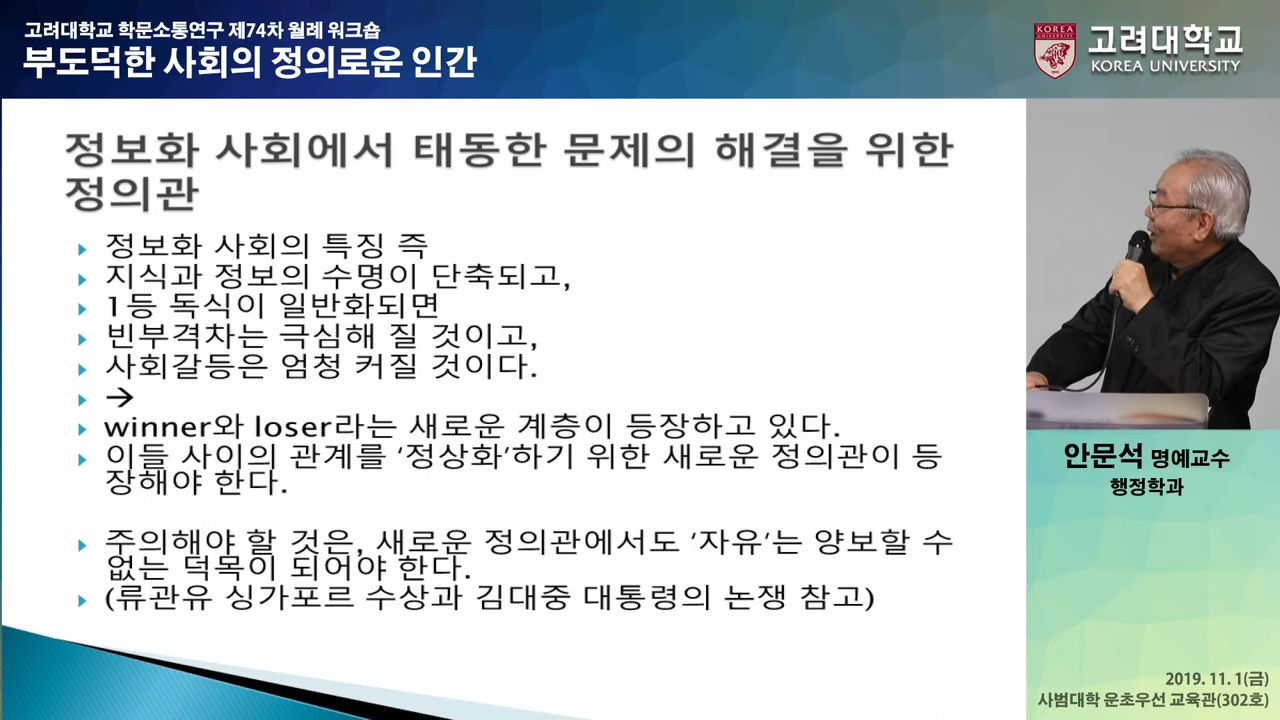 고려대학교 학문소통연구 제74차 월례 워크숍
부도덕한 사회의 정의로운 인간
KOREA
UNIVERSITY
고려대학교
KOREA UNIVERSITY
정보화 사회에서 태동한 문제의 해결을 위한
정의관
정보화 사회의 특징 즉
지식과 정보의 수명이 단축되고,
1등 독식이 일반화되면
빈부격차는 극심해 질 것이고,
사회갈등은 엄청 커질 것이다.
→
winner와 loser라는 새로운 계층이 등장하고 있다.
이들 사이의 관계를 ‘정상화’하기 위한 새로운 정의관이 등
장해야 한다.
주의해야 할 것은, 새로운 정의관에서도 ‘자유’는 양보할 수
없는 덕목이 되어야 한다.
(류관유 싱가포르 수상과 김대중 대통령의 논쟁 참고)
안문석 명예교수
행정학과
2019. 11. 1(금)
사범대학 운초우선 교육관(302호)